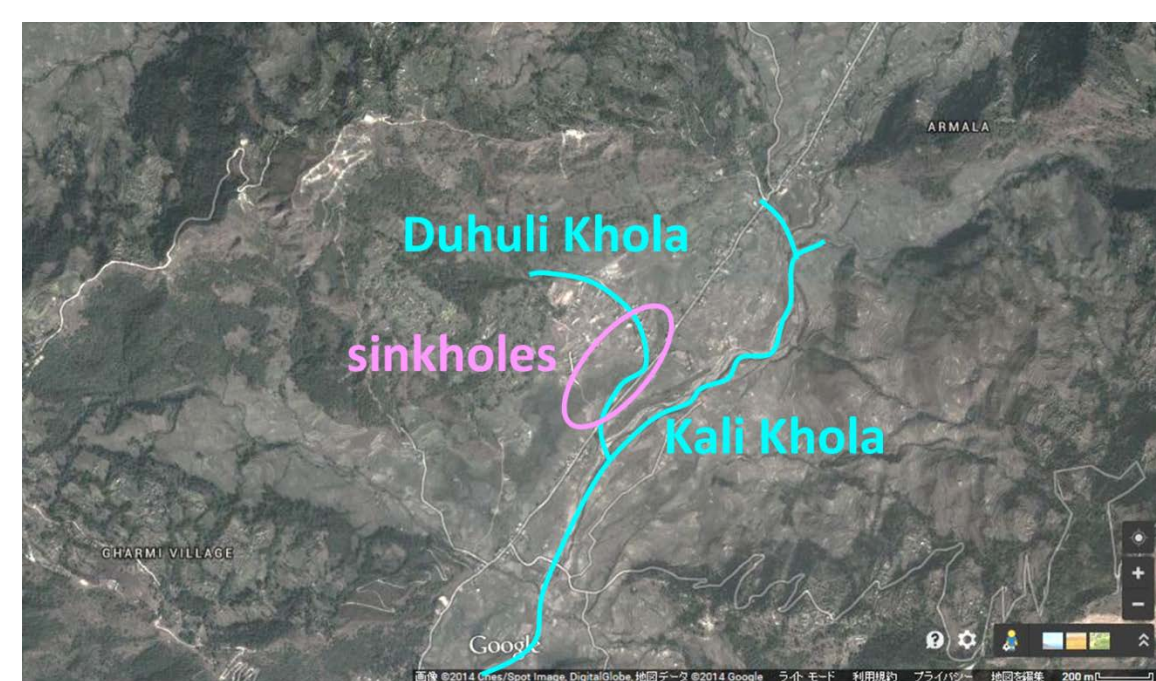 ARMALA
Duhuli Khola
sinkholes
Kali Khola
GHARMI VILLAGE
Google
画像 ©2014 Cnes/Spot Image, DigitalGlobe, 地図データ ©2014 Google ライト モード 利用規約 プライバシー 地図を編集 200 m